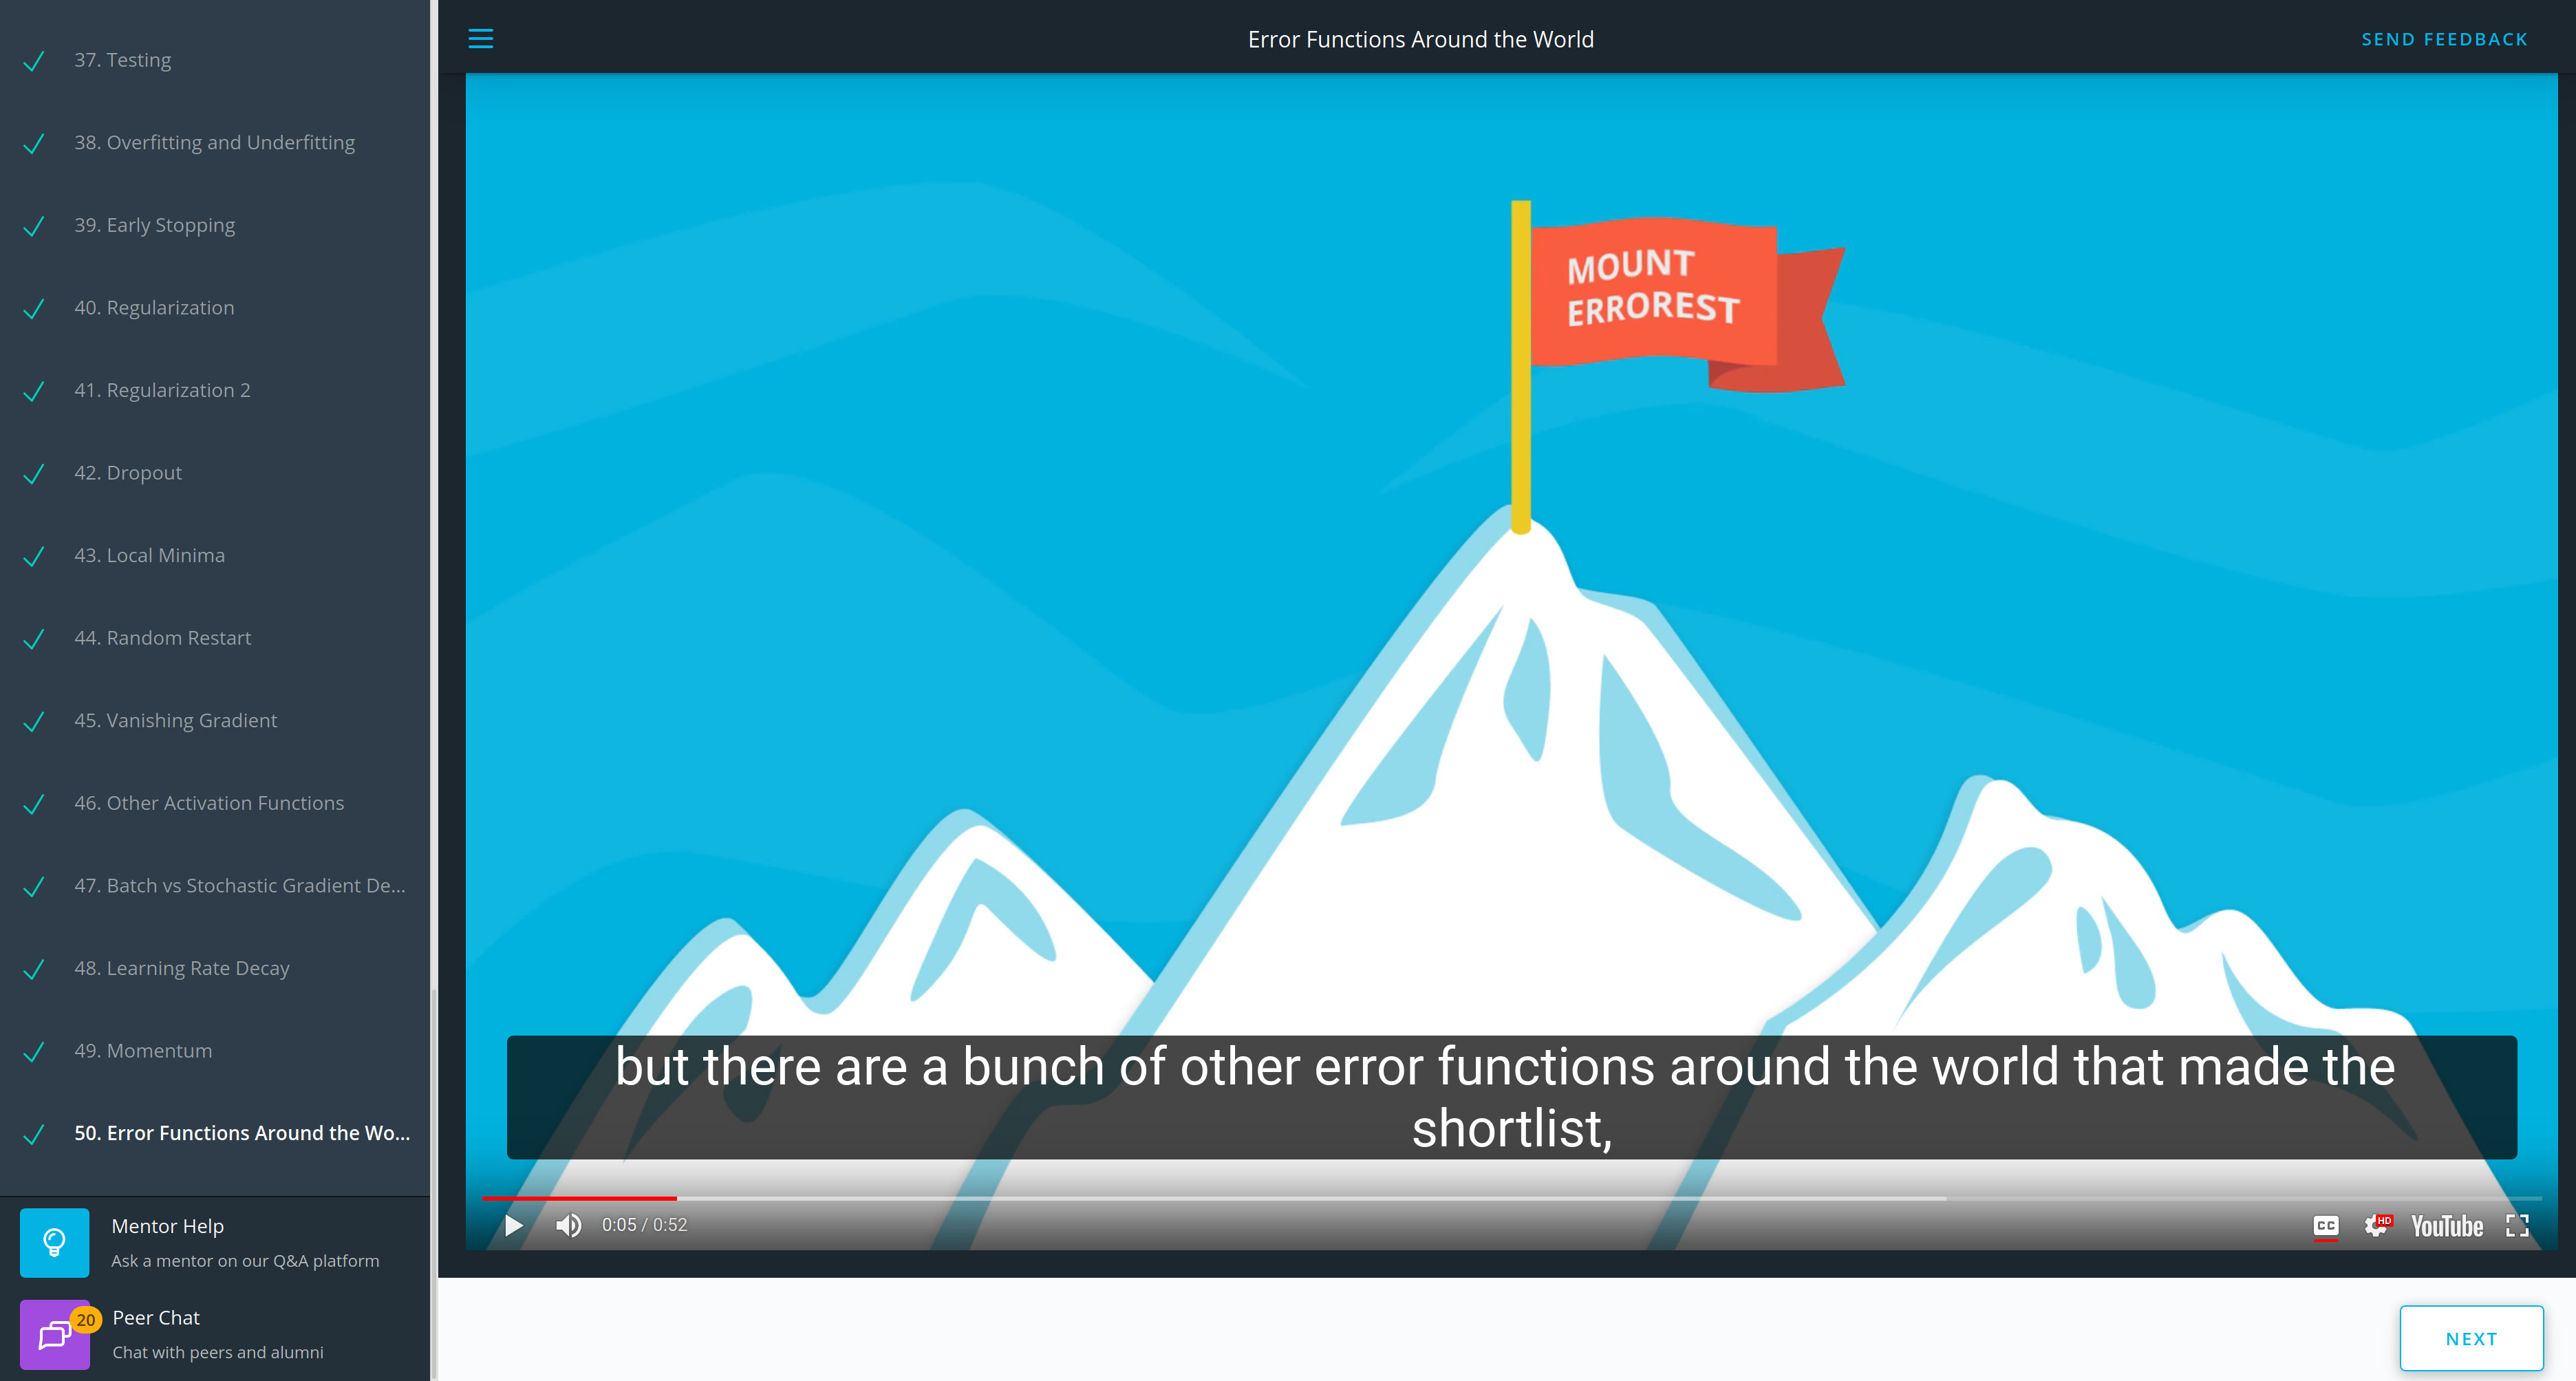 37. Testing
38. Overfitting and Underfitting
39. Early Stopping
40. Regularization
41. Regularization 2
42. Dropout
43. Local Minima
44. Random Restart
45. Vanishing Gradient
46. Other Activation Functions
47. Batch vs Stochastic Gradient De...
48. Learning Rate Decay
49. Momentum
50. Error Functions Around the Wo...
Mentor Help
Ask a mentor on our Q&A platform
20
Peer Chat
Chat with peers and alumni
Error Functions Around the World
SEND FEEDBACK
MOUNT
ERROREST
but there are a bunch of other error functions around the world that made the
shortlist,
0:05 / 0:52
CC
HD
YouTube
NEXT